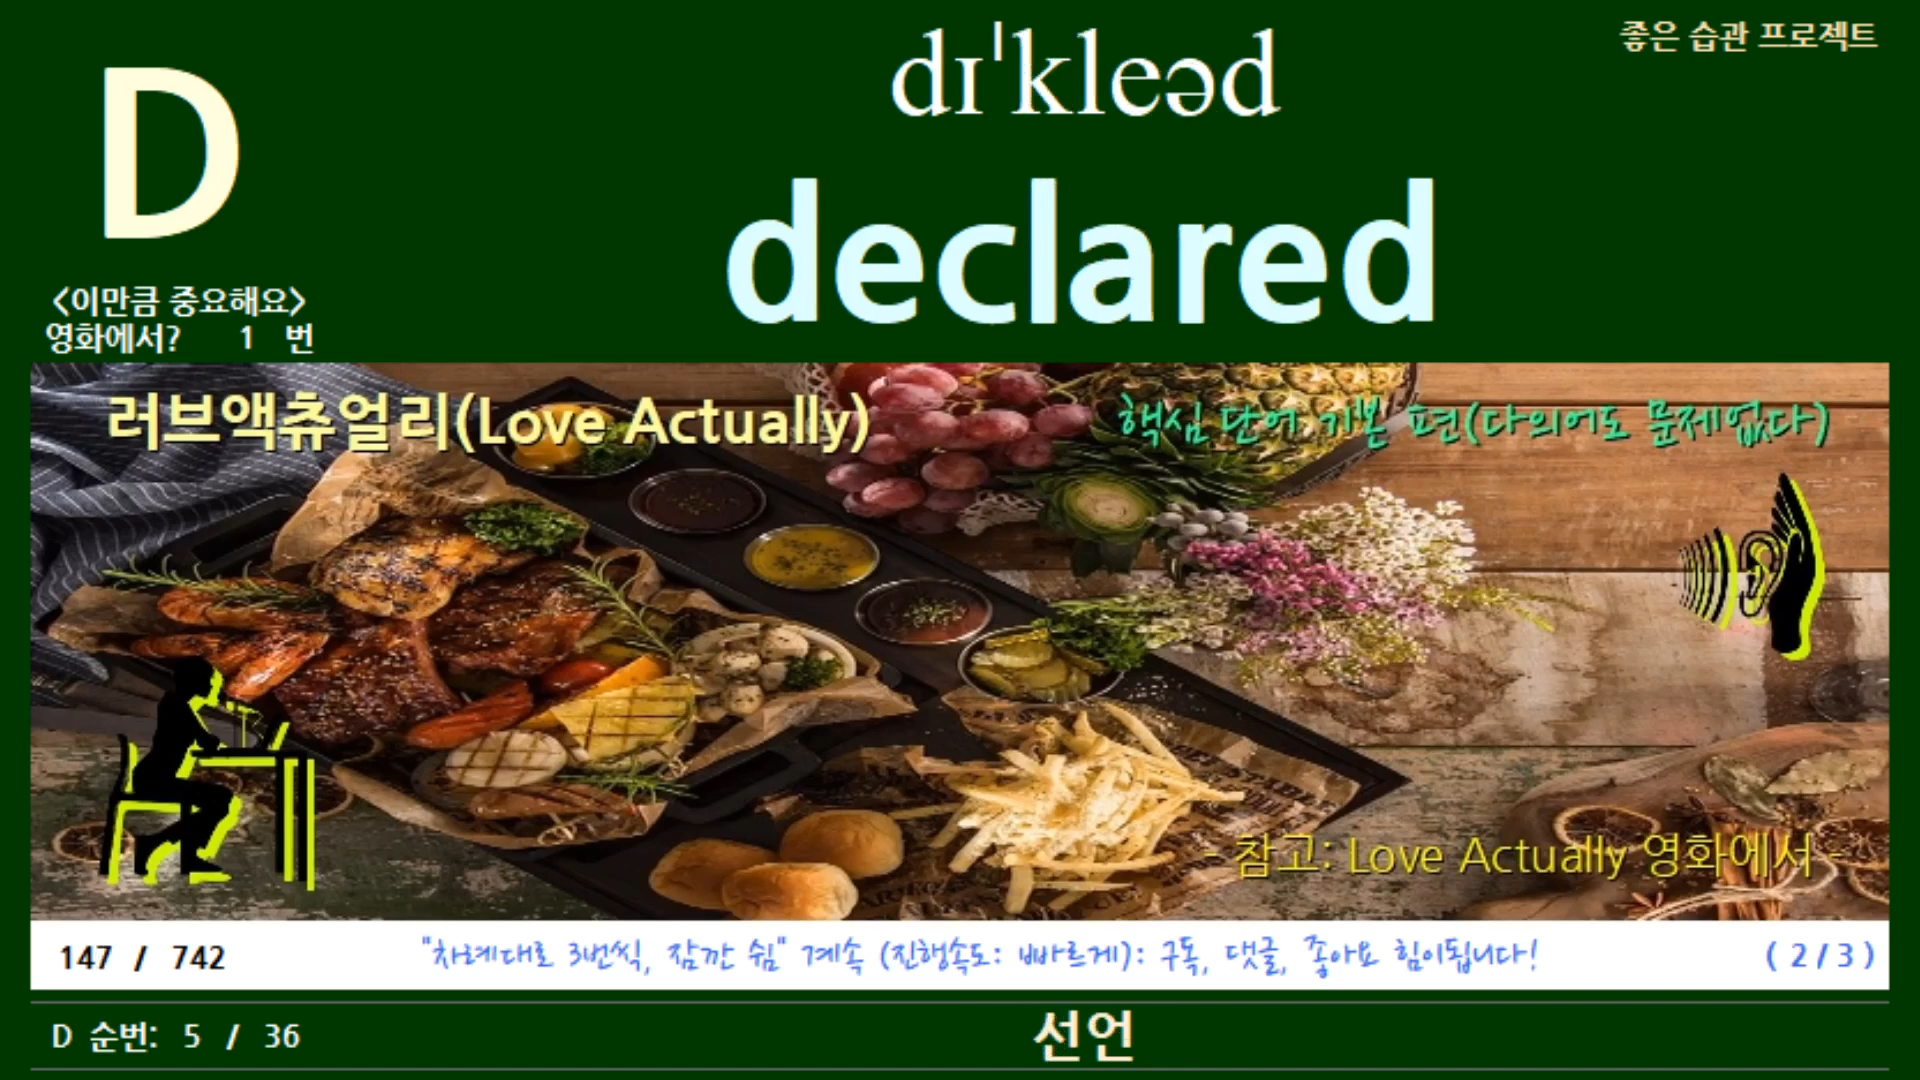 좋은 습관 프로젝트
D
dɪˈkleəd
declared
<이만큼 중요해요>
영화에서? 1 번
러브액츄얼리(Love Actually)
핵심 단어 기본 편(다의어도 문제없다)
- 참고: Love Actually 영화에서 -
147 / 742
"차례대로 3번씩, 잠깐 쉼" 계속 (진행속도: 빠르게): 구독, 댓글, 좋아요 힘이됩니다!
( 2 / 3 )
D 순번: 5 / 36
선언